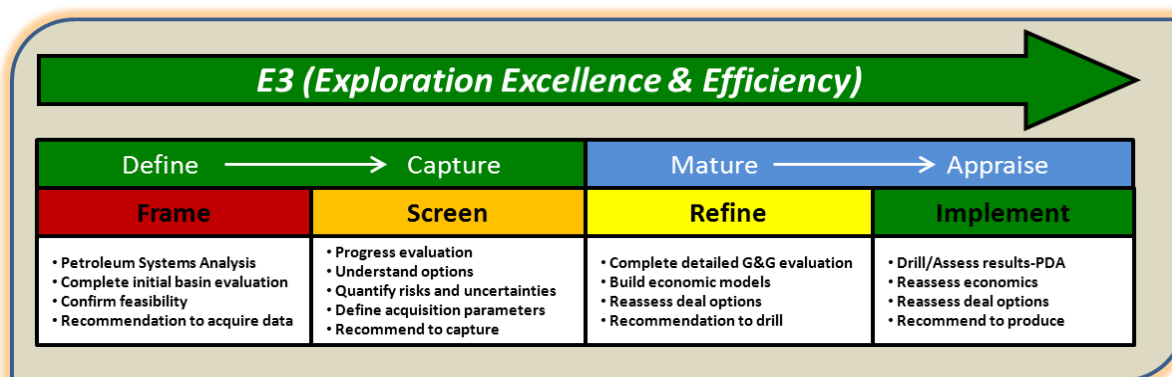 E3 (Exploration Excellence & Efficiency)
Define Capture Mature Appraise
Frame Screen Refine Implement
• Petroleum Systems Analysis
• Complete initial basin evaluation
• Confirm feasibility
• Recommendation to acquire data
• Progress evaluation
• Understand options
• Quantify risks and uncertainties
• Define acquisition parameters
• Recommend to capture
• Complete detailed G&G evaluation
• Build economic models
• Reassess deal options
• Recommendation to drill
• Drill/Assess results-PDA
• Reassess economics
• Reassess deal options
• Recommend to produce